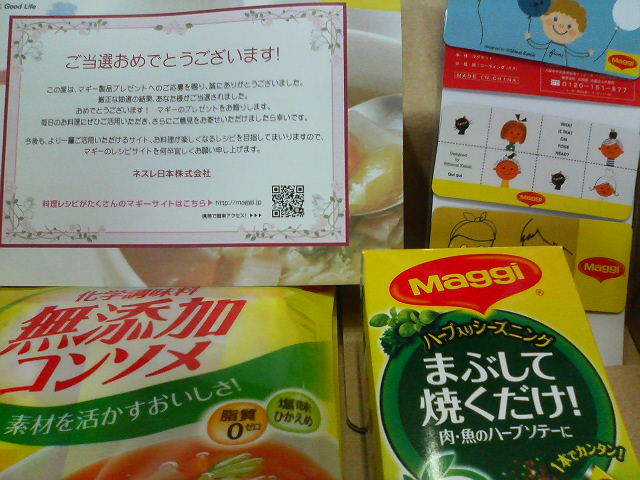 Good Life
ご当選おめでとうございます!
この度は、マギー製品プレゼントへのご応募を賜り、誠にありがとうございました。
厳正な抽選の結果、あなた様がご当選されました。
おめでとうございます! マギーのプレゼントをお贈りします。
毎日のお料理にぜひご活用いただき、さらにご意見をお寄せいただけましたら幸いです。
今後も、より一層ご活用いただけるサイト、お料理が楽しくなるレシピを目指してまいりますので、
マギーのレシピサイトを何卒宜しくお願い申し上げます。
ネスレ日本株式会社
料理レシピがたくさんのマギーサイトはこちら▶ http://maggi.jp
携帯で簡単アクセス! ▶▶▶
Maggi
MADE IN CHINA
0120-151-877
WHAT
IS THAT
ON
YOUR
HEAD?
Designed
by
Qui qui
Maggi
Maggi
化学調味料
無添加
コンソメ
素材を活かすおいしさ!
脂質
0ゼロ
塩味
ひかえめ
Maggi
ハーブ入りシーズニング
まぶして
焼くだけ!
肉・魚のハーブソテーに
1本でカンタン!